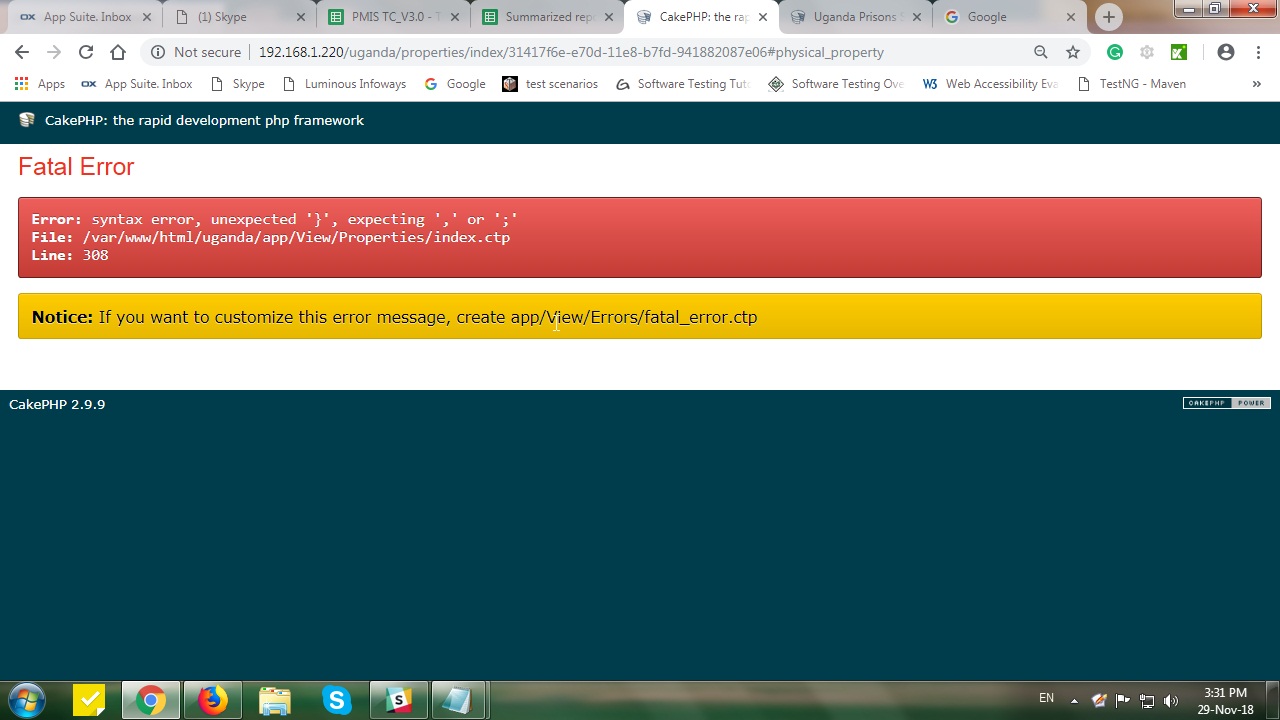 App Suite. Inbox
(1) Skype
PMIS TC_V3.0 - T
Summarized repo
CakePHP: the rap
Uganda Prisons S
Google
Not secure
192.168.1.220/uganda/properties/index/31417f6e-e70d-11e8-b7fd-941882087e06#physical_property
Apps
App Suite. Inbox
Skype
Luminous Infoways
Google
test scenarios
Software Testing Tuto
Software Testing Ove
W3
Web Accessibility Eva
TestNG - Maven
»
CakePHP: the rapid development php framework
Fatal Error
Error: syntax error, unexpected '}', expecting ',' or ';'
File: /var/www/html/uganda/app/View/Properties/index.ctp
Line: 308
Notice: If you want to customize this error message, create app/View/Errors/fatal_error.ctp
CakePHP 2.9.9
CAKEPHP POWER
EN
3:31 PM
29-Nov-18